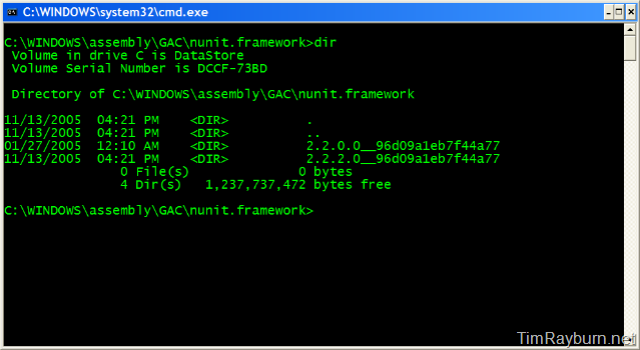 C:\WINDOWS\system32\cmd.exe
C:\WINDOWS\assembly\GAC\nunit.framework>dir
 Volume in drive C is DataStore
 Volume Serial Number is DCCF-73BD
 Directory of C:\WINDOWS\assembly\GAC\nunit.framework
11/13/2005  04:21 PM    <DIR>          .
11/13/2005  04:21 PM    <DIR>          ..
01/27/2005  12:10 AM    <DIR>          2.2.0.0__96d09a1eb7f44a77
11/13/2005  04:21 PM    <DIR>          2.2.2.0__96d09a1eb7f44a77
               0 File(s)              0 bytes
               4 Dir(s)   1,237,737,472 bytes free
C:\WINDOWS\assembly\GAC\nunit.framework>
TimRayburn.net